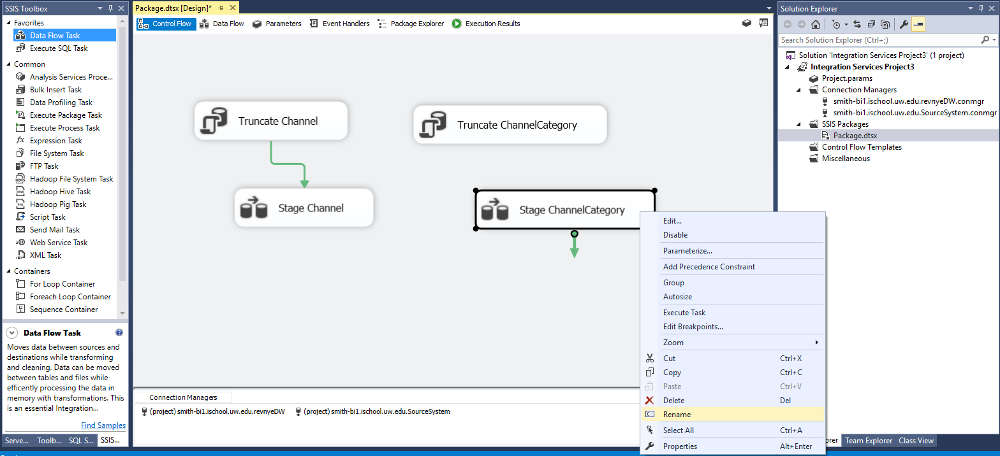 SSIS Toolbox
Favorites
Data Flow Task
Execute SQL Task
Common
Analysis Services Proce...
Bulk Insert Task
Data Profiling Task
Execute Package Task
Execute Process Task
Expression Task
File System Task
FTP Task
Hadoop File System Task
Hadoop Hive Task
Hadoop Pig Task
Script Task
Send Mail Task
Web Service Task
XML Task
Containers
For Loop Container
Foreach Loop Container
Sequence Container
Data Flow Task
Moves data between sources and
destinations while transforming
and cleaning. Data can be moved
between tables and files while
efficently processing the data in
memory with transformations. This
is an essential Integration...
Find Samples
Serve... Toolb... SQL S... SSIS...
Package.dtsx [Design]*
Control Flow Data Flow Parameters Event Handlers Package Explorer Execution Results
Truncate Channel
Truncate ChannelCategory
Stage Channel
Stage ChannelCategory
Edit...
Disable
Parameterize...
Add Precedence Constraint
Group
Autosize
Execute Task
Edit Breakpoints...
Zoom
Cut Ctrl+X
Copy Ctrl+C
Paste Ctrl+V
Delete Del
Rename
Select All Ctrl+A
Properties Alt+Enter
Connection Managers
(project) smith-bi1.ischool.uw.edu.revnyeDW (project) smith-bi1.ischool.uw.edu.SourceSystem
Solution Explorer
Search Solution Explorer (Ctrl+;)
Solution 'Integration Services Project3' (1 project)
Integration Services Project3
Project.params
Connection Managers
smith-bi1.ischool.uw.edu.revnyeDW.conmgr
smith-bi1.ischool.uw.edu.SourceSystem.conmgr
SSIS Packages
Package.dtsx
Control Flow Templates
Miscellaneous
orer Team Explorer Class View